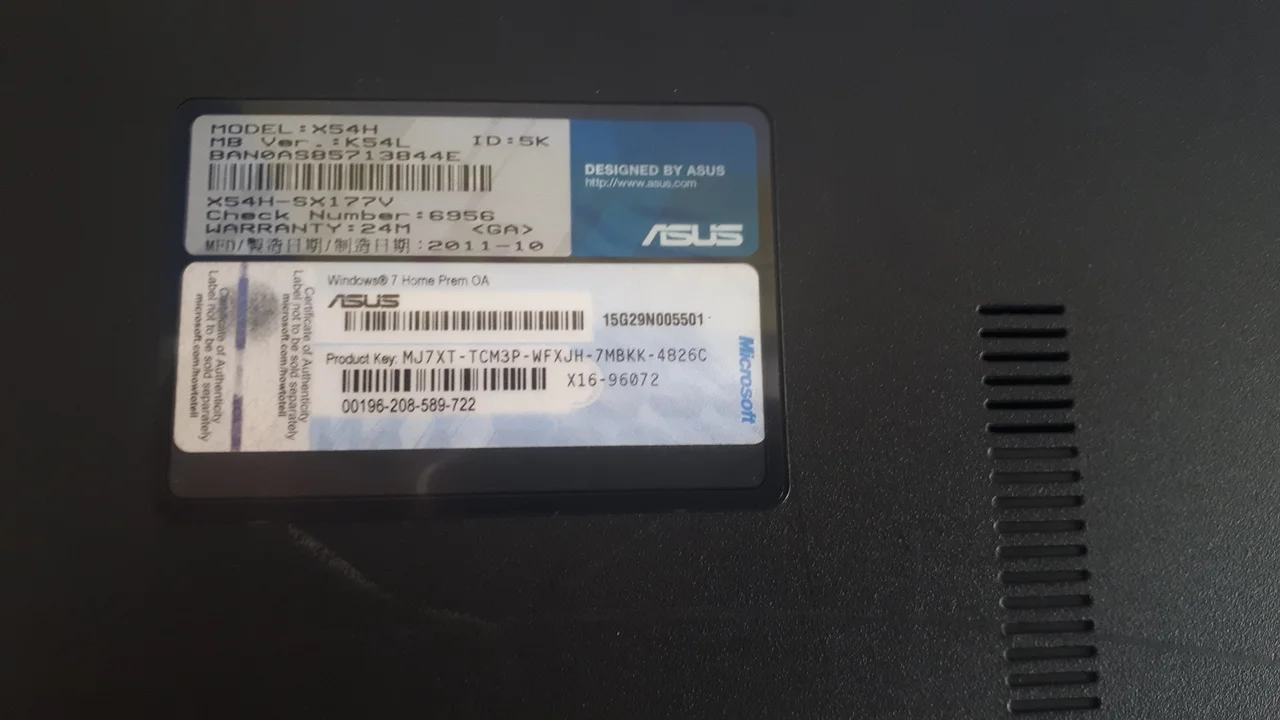 MODEL:X54H
MB Ver.:K54L ID:5K
BAN0AS85713844E
X54H-SX177V
Check Number:6956
WARRANTY:24M <GA>
MFD/製造日期/制造日期:2011-10
DESIGNED BY ASUS
http://www.asus.com
ASUS
Certificate of Authenticity
Label not to be sold separately
microsoft.com/howtotell
Certificate of Authenticity
Label not to be sold separately
microsoft.com/howtotell
Windows® 7 Home Prem OA
ASUS
15G29N005501
Product Key: MJ7XT-TCM3P-WFXJH-7MBKK-4826C
X16-96072
00196-208-589-722
Microsoft